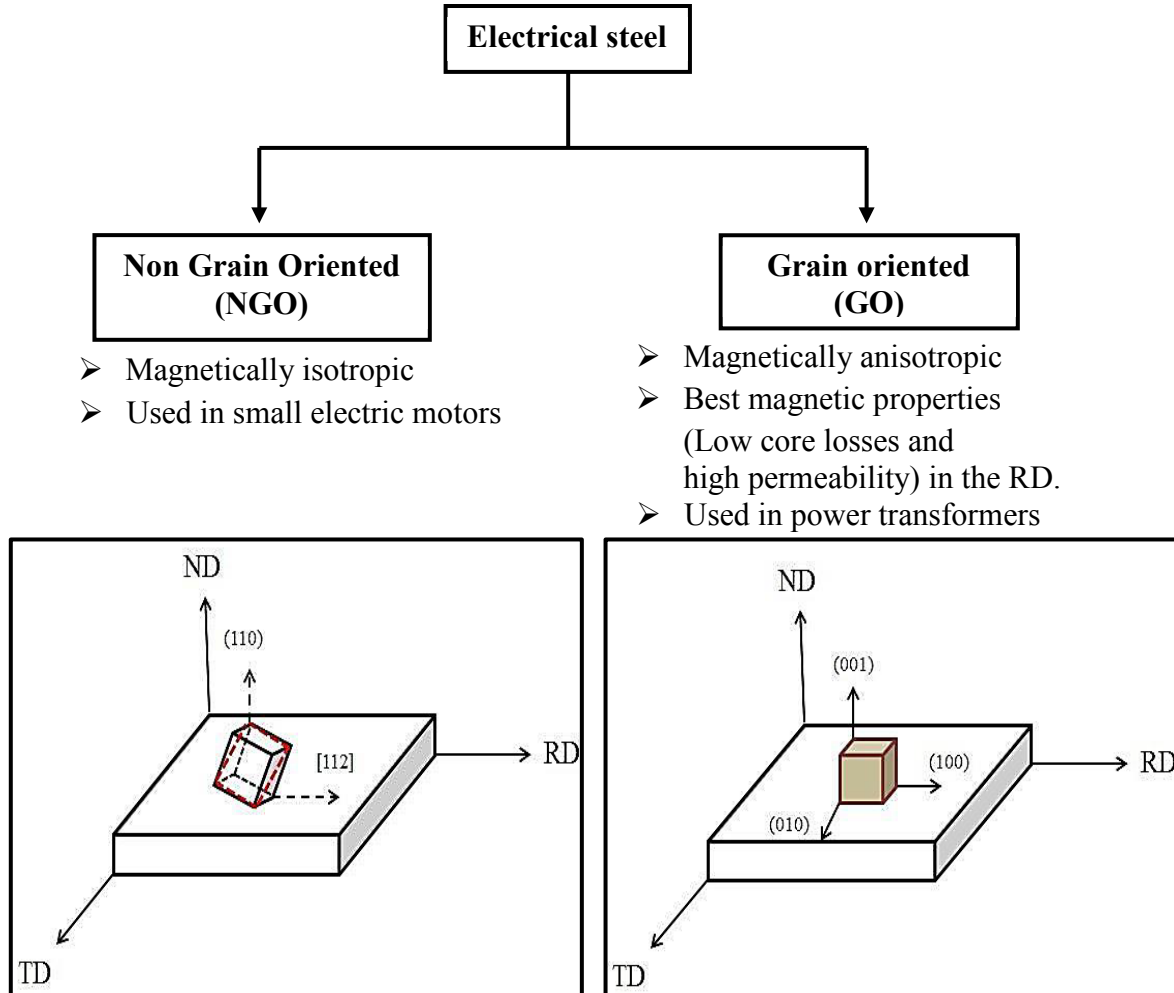 Electrical steel
Non Grain Oriented
(NGO)
➢ Magnetically isotropic
➢ Used in small electric motors
Grain oriented
(GO)
➢ Magnetically anisotropic
➢ Best magnetic properties
(Low core losses and
high permeability) in the RD.
➢ Used in power transformers
ND
(110)
[112]
RD
TD
ND
(001)
(100)
(010)
RD
TD